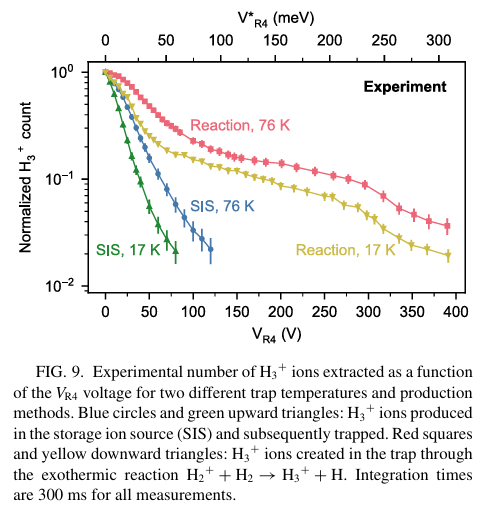 V*R4 (meV)
0 50 100 150 200 250 300
Experiment
Normalized H3+ count
10^0
10^−1
10^−2
Reaction, 76 K
SIS, 76 K
SIS, 17 K
Reaction, 17 K
0 50 100 150 200 250 300 350 400
VR4 (V)
FIG. 9. Experimental number of H3+ ions extracted as a function
of the VR4 voltage for two different trap temperatures and production
methods. Blue circles and green upward triangles: H3+ ions produced
in the storage ion source (SIS) and subsequently trapped. Red squares
and yellow downward triangles: H3+ ions created in the trap through
the exothermic reaction H2+ + H2 → H3+ + H. Integration times
are 300 ms for all measurements.